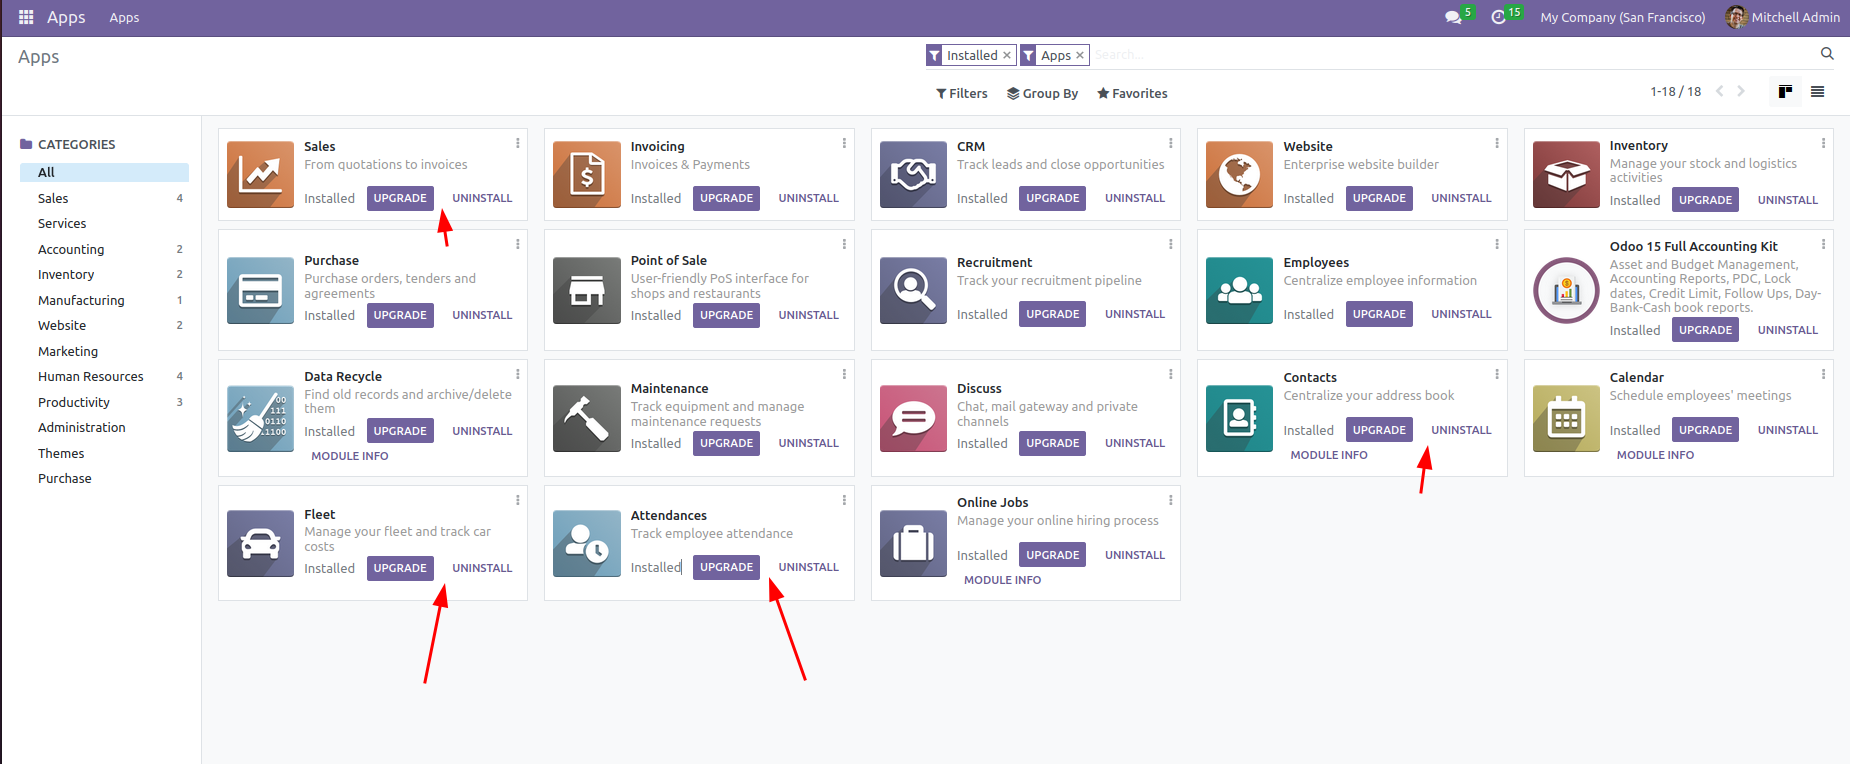 Apps
Apps
5
15
My Company (San Francisco)
Mitchell Admin
Apps
Installed ×
Apps ×
Search...
Filters
Group By
Favorites
1-18 / 18
CATEGORIES
All
Sales 4
Services
Accounting 2
Inventory 2
Manufacturing 1
Website 2
Marketing
Human Resources 4
Productivity 3
Administration
Themes
Purchase
Sales
From quotations to invoices
Installed UPGRADE UNINSTALL
Invoicing
Invoices & Payments
Installed UPGRADE UNINSTALL
CRM
Track leads and close opportunities
Installed UPGRADE UNINSTALL
Website
Enterprise website builder
Installed UPGRADE UNINSTALL
Inventory
Manage your stock and logistics
activities
Installed UPGRADE UNINSTALL
Purchase
Purchase orders, tenders and
agreements
Installed UPGRADE UNINSTALL
Point of Sale
User-friendly PoS interface for
shops and restaurants
Installed UPGRADE UNINSTALL
Recruitment
Track your recruitment pipeline
Installed UPGRADE UNINSTALL
Employees
Centralize employee information
Installed UPGRADE UNINSTALL
Odoo 15 Full Accounting Kit
Asset and Budget Management,
Accounting Reports, PDC, Lock
dates, Credit Limit, Follow Ups, Day-
Bank-Cash book reports.
Installed UPGRADE UNINSTALL
00
111
0110
11100
Data Recycle
Find old records and archive/delete
them
Installed UPGRADE UNINSTALL
MODULE INFO
Maintenance
Track equipment and manage
maintenance requests
Installed UPGRADE UNINSTALL
Discuss
Chat, mail gateway and private
channels
Installed UPGRADE UNINSTALL
Contacts
Centralize your address book
Installed UPGRADE UNINSTALL
MODULE INFO
Calendar
Schedule employees' meetings
Installed UPGRADE UNINSTALL
MODULE INFO
Fleet
Manage your fleet and track car
costs
Installed UPGRADE UNINSTALL
Attendances
Track employee attendance
Installed UPGRADE UNINSTALL
Online Jobs
Manage your online hiring process
Installed UPGRADE UNINSTALL
MODULE INFO